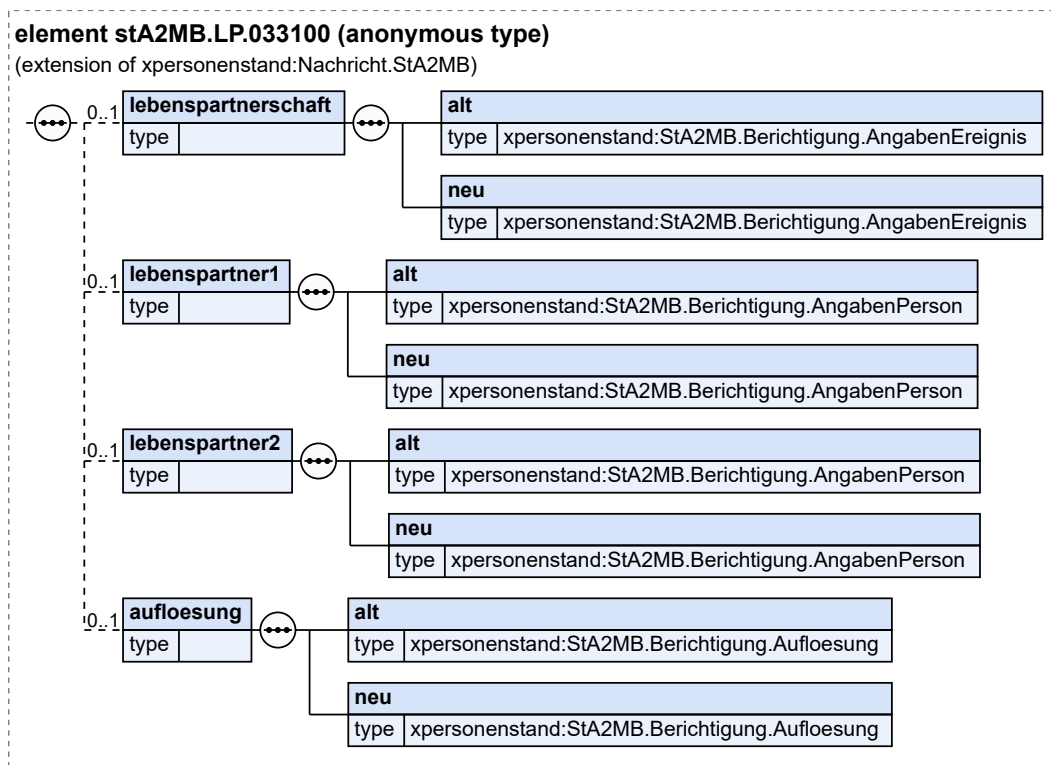 element stA2MB.LP.033100 (anonymous type)
(extension of xpersonenstand:Nachricht.StA2MB)
0..1
lebenspartnerschaft
type
alt
type xpersonenstand:StA2MB.Berichtigung.AngabenEreignis
neu
type xpersonenstand:StA2MB.Berichtigung.AngabenEreignis
0..1
lebenspartner1
type
alt
type xpersonenstand:StA2MB.Berichtigung.AngabenPerson
neu
type xpersonenstand:StA2MB.Berichtigung.AngabenPerson
0..1
lebenspartner2
type
alt
type xpersonenstand:StA2MB.Berichtigung.AngabenPerson
neu
type xpersonenstand:StA2MB.Berichtigung.AngabenPerson
0..1
aufloesung
type
alt
type xpersonenstand:StA2MB.Berichtigung.Aufloesung
neu
type xpersonenstand:StA2MB.Berichtigung.Aufloesung